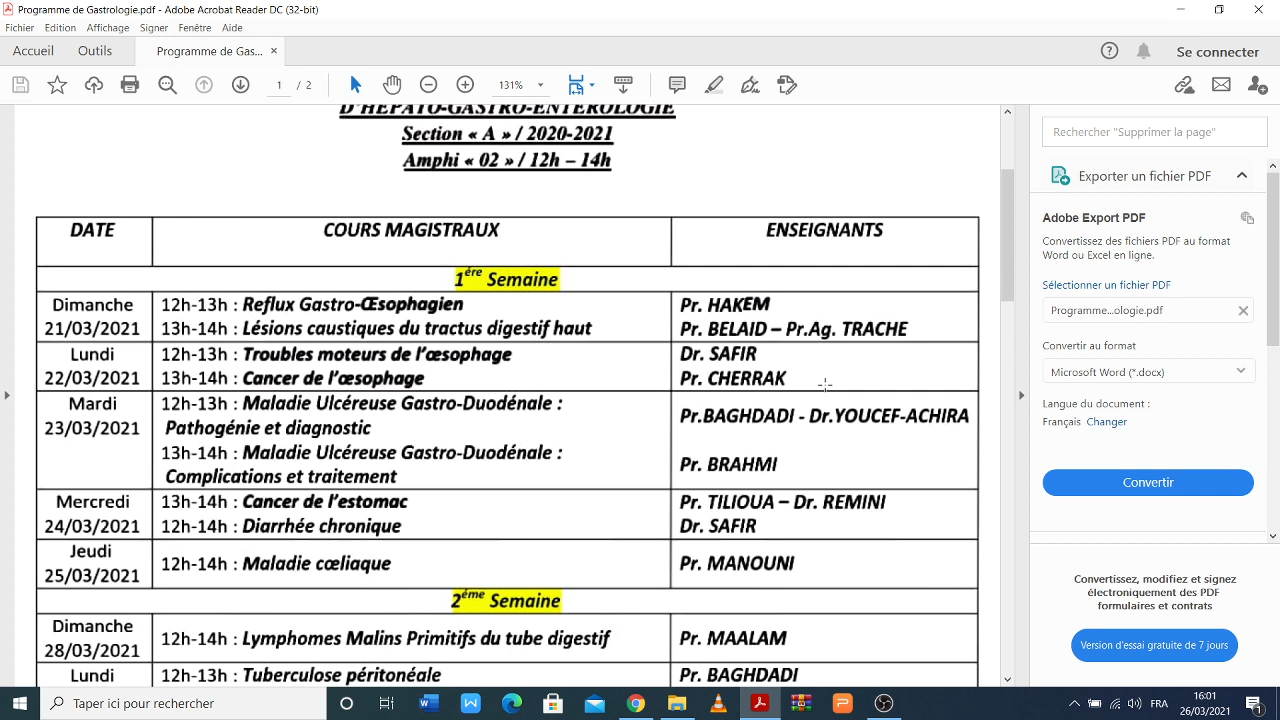 Programme de Gastrologie.pdf - Adobe Acrobat Reader DC (32-bit)
Fichier Edition Affichage Signer Fenêtre Aide
Accueil Outils Programme de Gas... × Se connecter
1 / 2 131%
D'HEPATO-GASTRO-ENTEROLOGIE
Section « A » / 2020-2021
Amphi « 02 » / 12h – 14h
DATE COURS MAGISTRAUX ENSEIGNANTS
1ére Semaine
Dimanche 12h-13h : Reflux Gastro-Œsophagien Pr. HAKEM
21/03/2021 13h-14h : Lésions caustiques du tractus digestif haut Pr. BELAID – Pr.Ag. TRACHE
Lundi 12h-13h : Troubles moteurs de l'œsophage Dr. SAFIR
22/03/2021 13h-14h : Cancer de l'œsophage Pr. CHERRAK
Mardi 12h-13h : Maladie Ulcéreuse Gastro-Duodénale :
23/03/2021 Pathogénie et diagnostic Pr.BAGHDADI - Dr.YOUCEF-ACHIRA
13h-14h : Maladie Ulcéreuse Gastro-Duodénale :
Complications et traitement Pr. BRAHMI
Mercredi 13h-14h : Cancer de l'estomac Pr. TILIOUA – Dr. REMINI
24/03/2021 12h-14h : Diarrhée chronique Dr. SAFIR
Jeudi
25/03/2021 12h-14h : Maladie cœliaque Pr. MANOUNI
2éme Semaine
Dimanche
28/03/2021 12h-14h : Lymphomes Malins Primitifs du tube digestif Pr. MAALAM
Lundi 12h-13h : Tuberculose péritonéale Pr. BAGHDADI
Rechercher "Supprimer la page"
Exporter un fichier PDF
Adobe Export PDF
Convertissez des fichiers PDF au format
Word ou Excel en ligne.
Sélectionner un fichier PDF
Programme...ologie.pdf
Convertir au format
Microsoft Word (*.docx)
Langue du document :
Français Changer
Convertir
Convertissez, modifiez et signez
électroniquement des PDF
formulaires et contrats
Version d'essai gratuite de 7 jours
Taper ici pour rechercher
FRA
16:01
26/03/2021